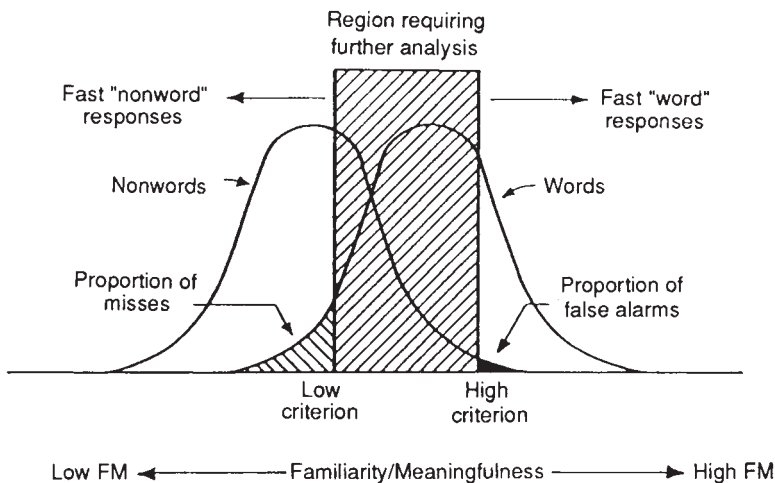 Region requiring
further analysis
Fast "nonword"
responses
Fast "word"
responses
Nonwords
Words
Proportion of
misses
Proportion of
false alarms
Low
criterion
High
criterion
Low FM
Familiarity/Meaningfulness
High FM